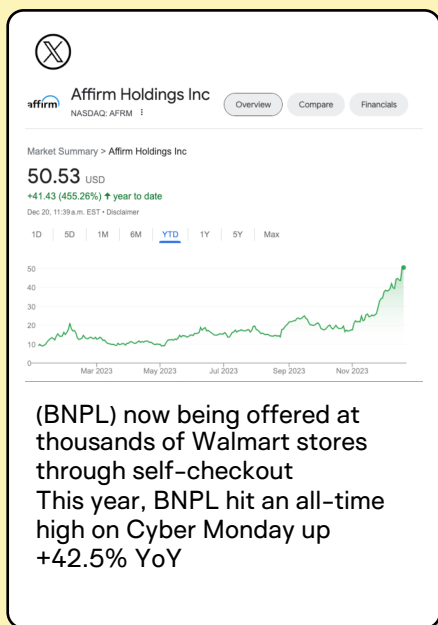 affirm
Affirm Holdings Inc
NASDAQ: AFRM
Overview
Compare
Financials
Market Summary > Affirm Holdings Inc
50.53 USD
+41.43 (455.26%) ↑ year to date
Dec 20, 11:39 a.m. EST • Disclaimer
1D 5D 1M 6M YTD 1Y 5Y Max
50
40
30
20
10
0
Mar 2023 May 2023 Jul 2023 Sep 2023 Nov 2023
(BNPL) now being offered at
thousands of Walmart stores
through self-checkout
This year, BNPL hit an all-time
high on Cyber Monday up
+42.5% YoY